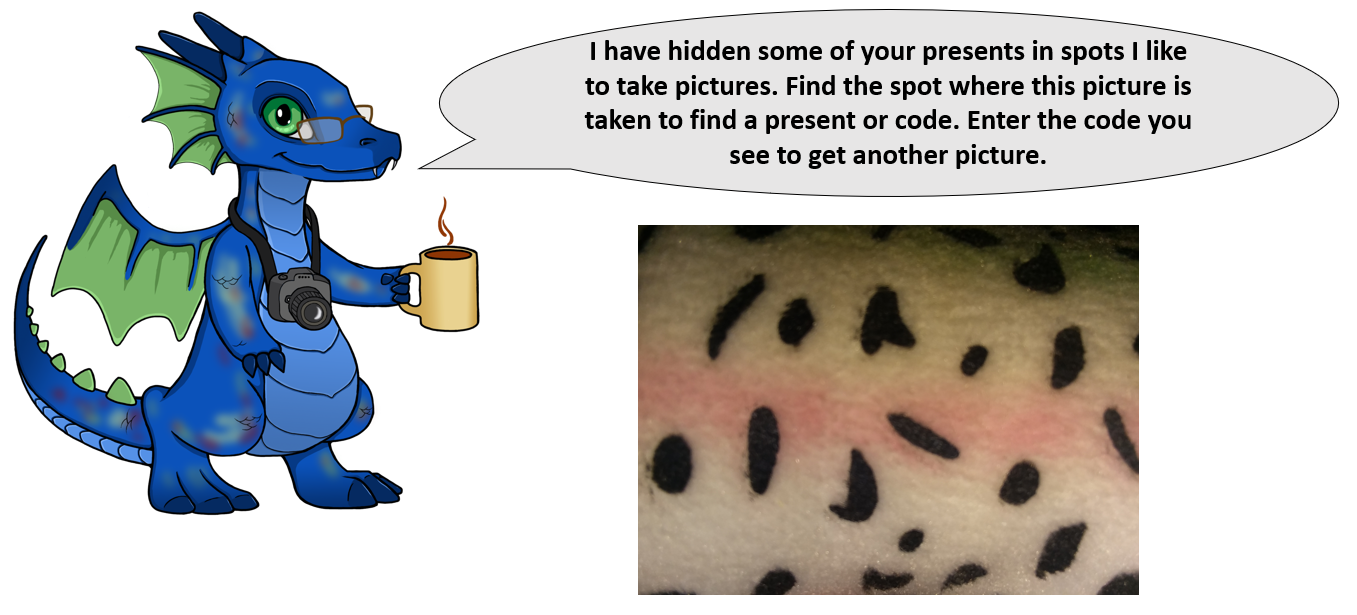 I have hidden some of your presents in spots I like
to take pictures. Find the spot where this picture is
taken to find a present or code. Enter the code you
see to get another picture.